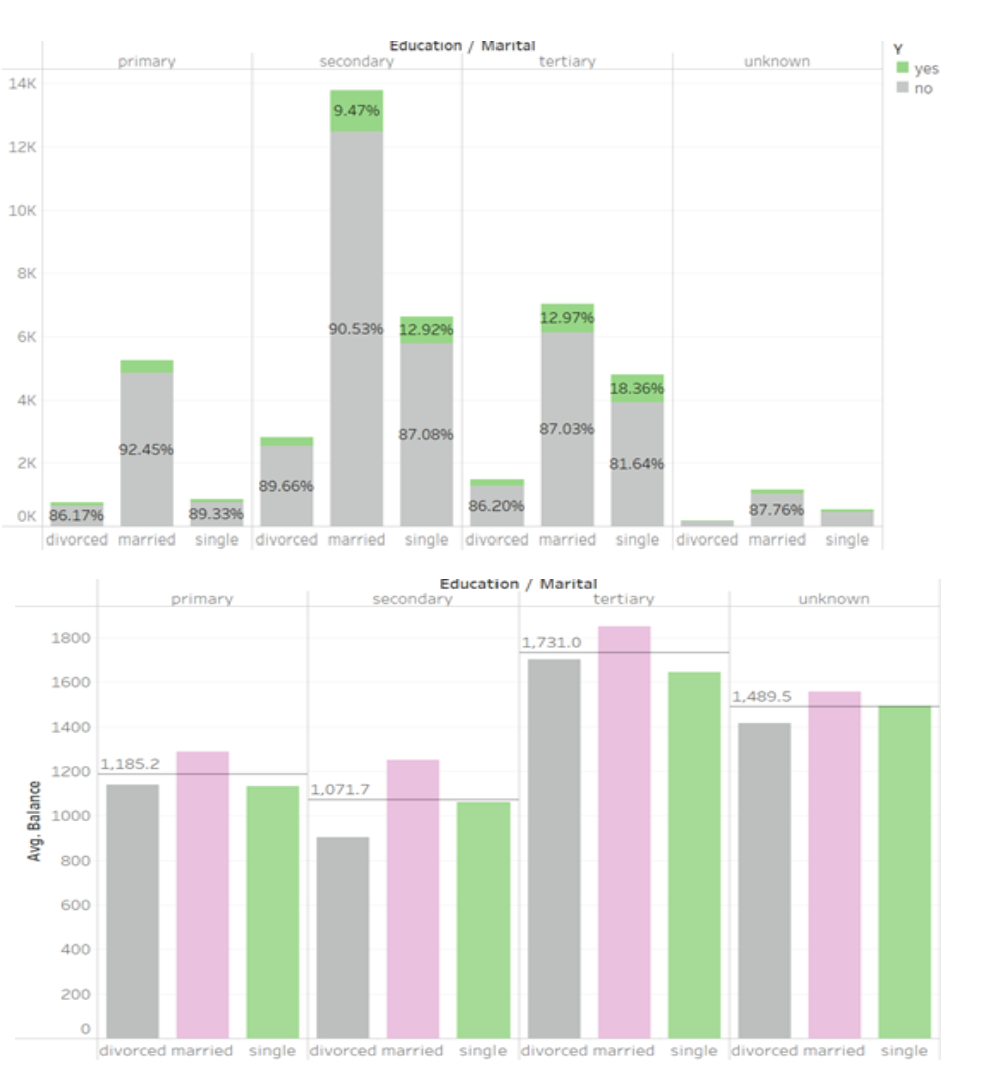 Education / Marital
Y
primary secondary tertiary unknown
yes
no
14K
12K
10K
8K
6K
4K
2K
0K
9.47%
90.53%
12.92%
12.97%
18.36%
92.45%
87.08%
87.03%
81.64%
89.66%
86.17%
89.33%
86.20%
87.76%
divorced married single divorced married single divorced married single divorced married single
Education / Marital
primary secondary tertiary unknown
Avg. Balance
1800
1600
1400
1200
1000
800
600
400
200
0
1,185.2
1,071.7
1,731.0
1,489.5
divorced married single divorced married single divorced married single divorced married single